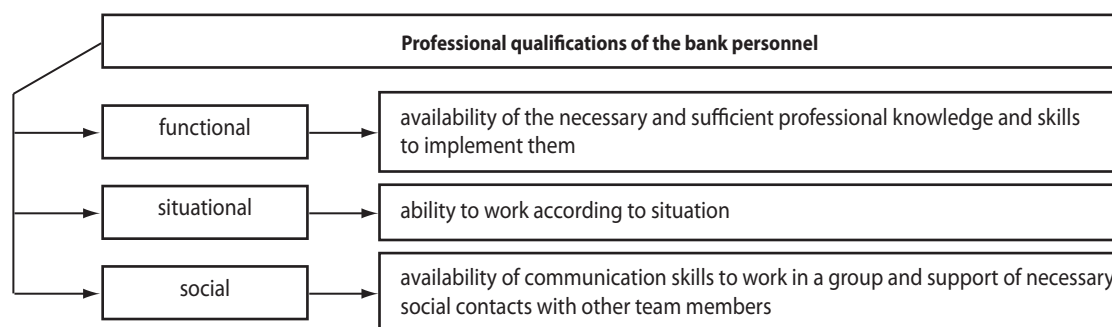 Professional qualifications of the bank personnel
functional
availability of the necessary and sufficient professional knowledge and skills
to implement them
situational
ability to work according to situation
social
availability of communication skills to work in a group and support of necessary
social contacts with other team members